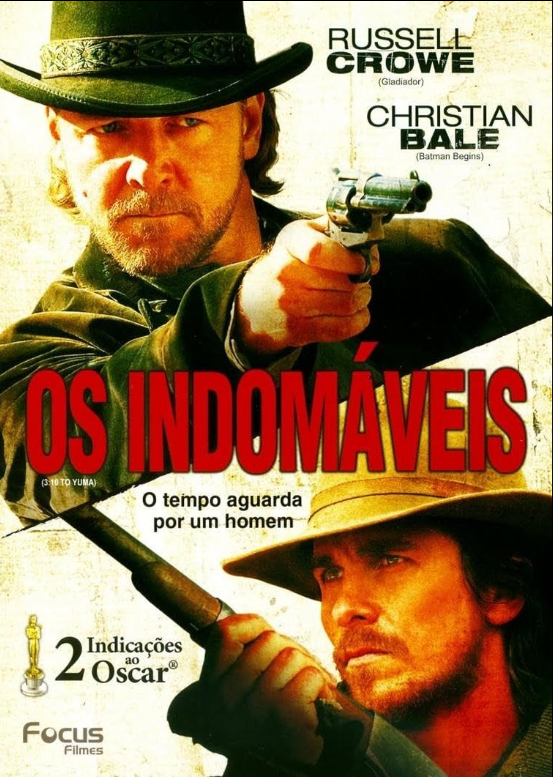 RUSSELL
CROWE
(Gladiador)
CHRISTIAN
BALE
(Batman Begins)
OS INDOMÁVEIS
(3:10 TO YUMA)
O tempo aguarda
por um homem
2 Indicações
ao
Oscar®
Focus
Filmes